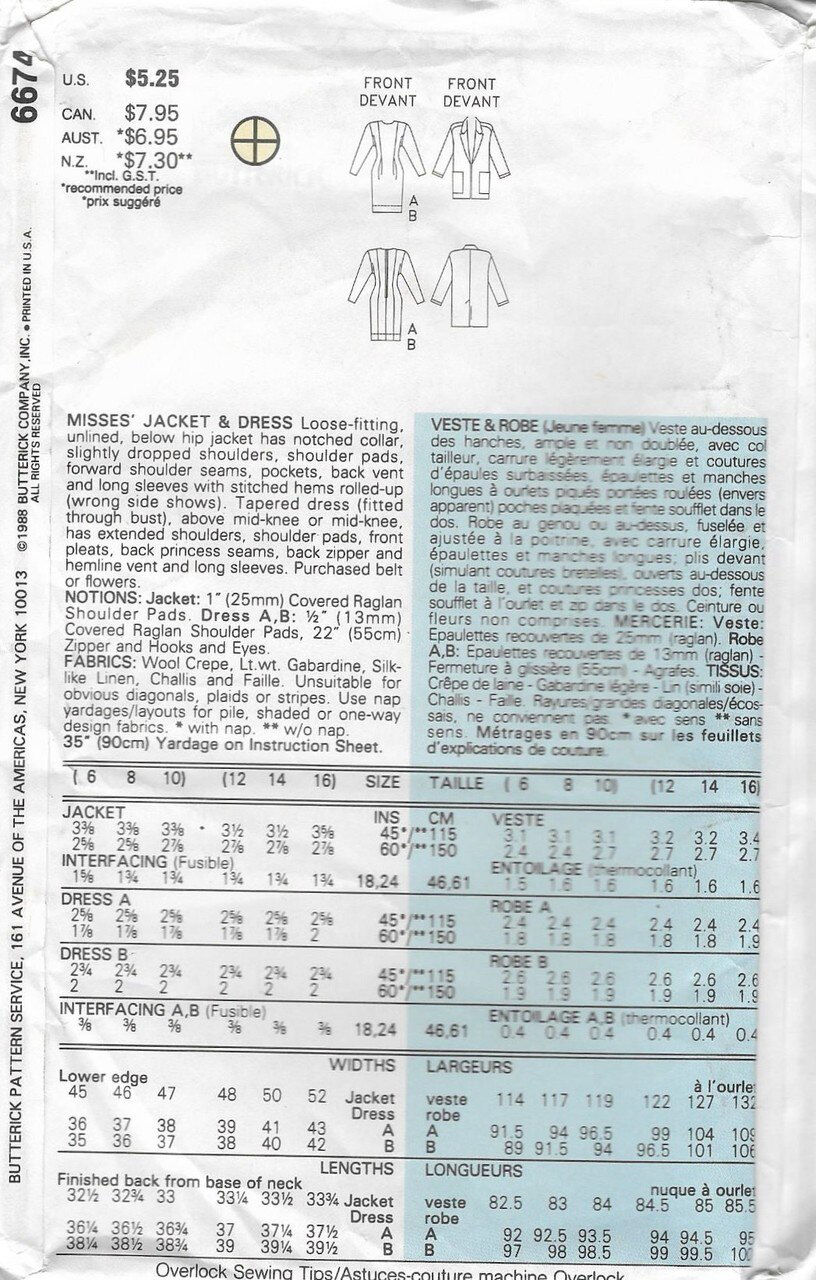 6674
U.S. $5.25
CAN. $7.95
AUST. *$6.95
N.Z. *$7.30**
**Incl. G.S.T.
*recommended price
*prix suggéré
FRONT DEVANT
FRONT DEVANT
A
B
A
B
BUTTERICK PATTERN SERVICE, 161 AVENUE OF THE AMERICAS, NEW YORK 10013 ©1988 BUTTERICK COMPANY, INC. • PRINTED IN U.S.A.
ALL RIGHTS RESERVED
MISSES' JACKET & DRESS Loose-fitting,
unlined, below hip jacket has notched collar,
slightly dropped shoulders, shoulder pads,
forward shoulder seams, pockets, back vent
and long sleeves with stitched hems rolled-up
(wrong side shows). Tapered dress (fitted
through bust), above mid-knee or mid-knee,
has extended shoulders, shoulder pads, front
pleats, back princess seams, back zipper and
hemline vent and long sleeves. Purchased belt
or flowers.
NOTIONS: Jacket: 1" (25mm) Covered Raglan
Shoulder Pads. Dress A,B: ½" (13mm)
Covered Raglan Shoulder Pads, 22" (55cm)
Zipper and Hooks and Eyes.
FABRICS: Wool Crepe, Lt.wt. Gabardine, Silk-
like Linen, Challis and Faille. Unsuitable for
obvious diagonals, plaids or stripes. Use nap
yardages/layouts for pile, shaded or one-way
design fabrics. * with nap. ** w/o nap.
35" (90cm) Yardage on Instruction Sheet.
VESTE & ROBE (Jeune femme) Veste au-dessous
des hanches, ample et non doublée, avec col
tailleur, carrure légèrement élargie et coutures
d'épaules surbaissées, épaulettes et manches
longues à ourlets piqués portées roulées (envers
apparent) poches plaquées et fente soufflet dans le
dos. Robe au genou ou au-dessus, fuselée et
ajustée à la poitrine, avec carrure élargie,
épaulettes et manches longues; plis devant
(simulant coutures bretelles), ouverts au-dessous
de la taille, et coutures princesses dos; fente
soufflet à l'ourlet et zip dans le dos. Ceinture ou
fleurs non comprises. MERCERIE: Veste:
Epaulettes recouvertes de 25mm (raglan). Robe
A,B: Epaulettes recouvertes de 13mm (raglan) -
Fermeture à glissière (55cm) - Agrafes. TISSUS:
Crêpe de laine - Gabardine légère - Lin (simili soie) -
Challis - Faille. Rayures/grandes diagonales/écos-
sais, ne conviennent pas. * avec sens ** sans
sens. Métrages en 90cm sur les feuillets
d'explications de couture.
( 6 8 10) (12 14 16) SIZE TAILLE ( 6 8 10) (12 14 16)
JACKET INS CM VESTE
3⅜ 3⅜ 3⅜ 3½ 3½ 3⅝ 45*/**115 3.1 3.1 3.1 3.2 3.2 3.4
2⅝ 2⅝ 2⅞ 2⅞ 2⅞ 2⅞ 60*/**150 2.4 2.4 2.7 2.7 2.7 2.7
INTERFACING (Fusible) ENTOILAGE (thermocollant)
1⅝ 1¾ 1¾ 1¾ 1¾ 1¾ 18,24 46,61 1.5 1.6 1.6 1.6 1.6 1.6
DRESS A ROBE A
2⅝ 2⅝ 2⅝ 2⅝ 2⅝ 2⅝ 45*/**115 2.4 2.4 2.4 2.4 2.4 2.4
1⅞ 1⅞ 1⅞ 1⅞ 1⅞ 2 60*/**150 1.8 1.8 1.8 1.8 1.8 1.9
DRESS B ROBE B
2¾ 2¾ 2¾ 2¾ 2¾ 2¾ 45*/**115 2.6 2.6 2.6 2.6 2.6 2.6
2 2 2 2 2 2 60*/**150 1.9 1.9 1.9 1.9 1.9 1.9
INTERFACING A,B (Fusible) ENTOILAGE A,B (thermocollant)
⅜ ⅜ ⅜ ⅜ ⅜ ⅜ 18,24 46,61 0.4 0.4 0.4 0.4 0.4 0.4
WIDTHS LARGEURS
Lower edge à l'ourlet
45 46 47 48 50 52 Jacket veste 114 117 119 122 127 132
Dress robe
36 37 38 39 41 43 A A 91.5 94 96.5 99 104 109
35 36 37 38 40 42 B B 89 91.5 94 96.5 101 106
LENGTHS LONGUEURS
Finished back from base of neck nuque à ourlet
32½ 32¾ 33 33¼ 33½ 33¾ Jacket veste 82.5 83 84 84.5 85 85.5
Dress robe
36¼ 36½ 36¾ 37 37¼ 37½ A A 92 92.5 93.5 94 94.5 95
38¼ 38½ 38¾ 39 39¼ 39½ B B 97 98 98.5 99 99.5 100
Overlock Sewing Tips/Astuces-couture machine Overlock